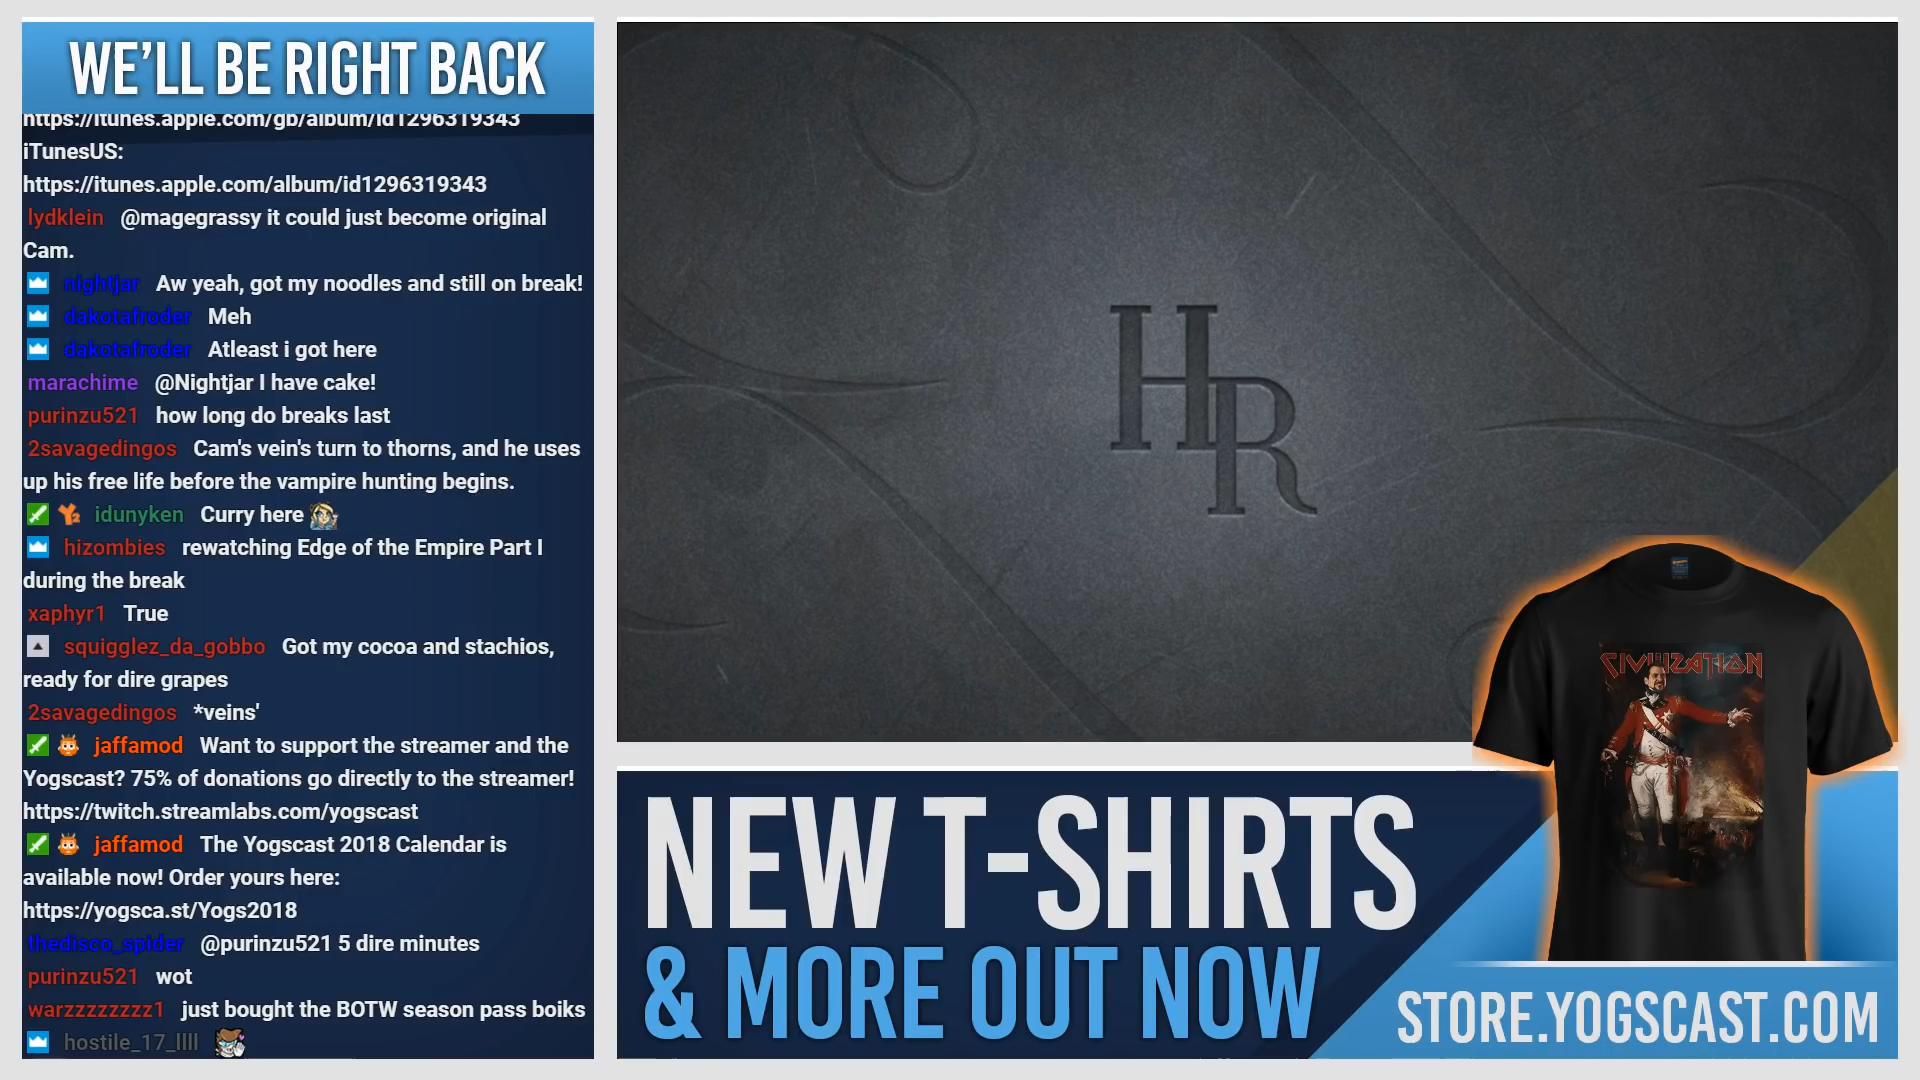 WE'LL BE RIGHT BACK
https://itunes.apple.com/gb/album/id1296319343
iTunesUS:
https://itunes.apple.com/album/id1296319343
lydklein @magegrassy it could just become original
Cam.
nightjar Aw yeah, got my noodles and still on break!
dakotafroder Meh
dakotafroder Atleast i got here
marachime @Nightjar I have cake!
purinzu521 how long do breaks last
2savagedingos Cam's vein's turn to thorns, and he uses
up his free life before the vampire hunting begins.
idunyken Curry here
hizombies rewatching Edge of the Empire Part I
during the break
xaphyr1 True
squigglez_da_gobbo Got my cocoa and stachios,
ready for dire grapes
2savagedingos *veins'
jaffamod Want to support the streamer and the
Yogscast? 75% of donations go directly to the streamer!
https://twitch.streamlabs.com/yogscast
jaffamod The Yogscast 2018 Calendar is
available now! Order yours here:
https://yogsca.st/Yogs2018
thedisco_spider @purinzu521 5 dire minutes
purinzu521 wot
warzzzzzzzz1 just bought the BOTW season pass boiks
hostile_17_llll
HR
CIVILIZATION
NEW T-SHIRTS
& MORE OUT NOW
STORE.YOGSCAST.COM